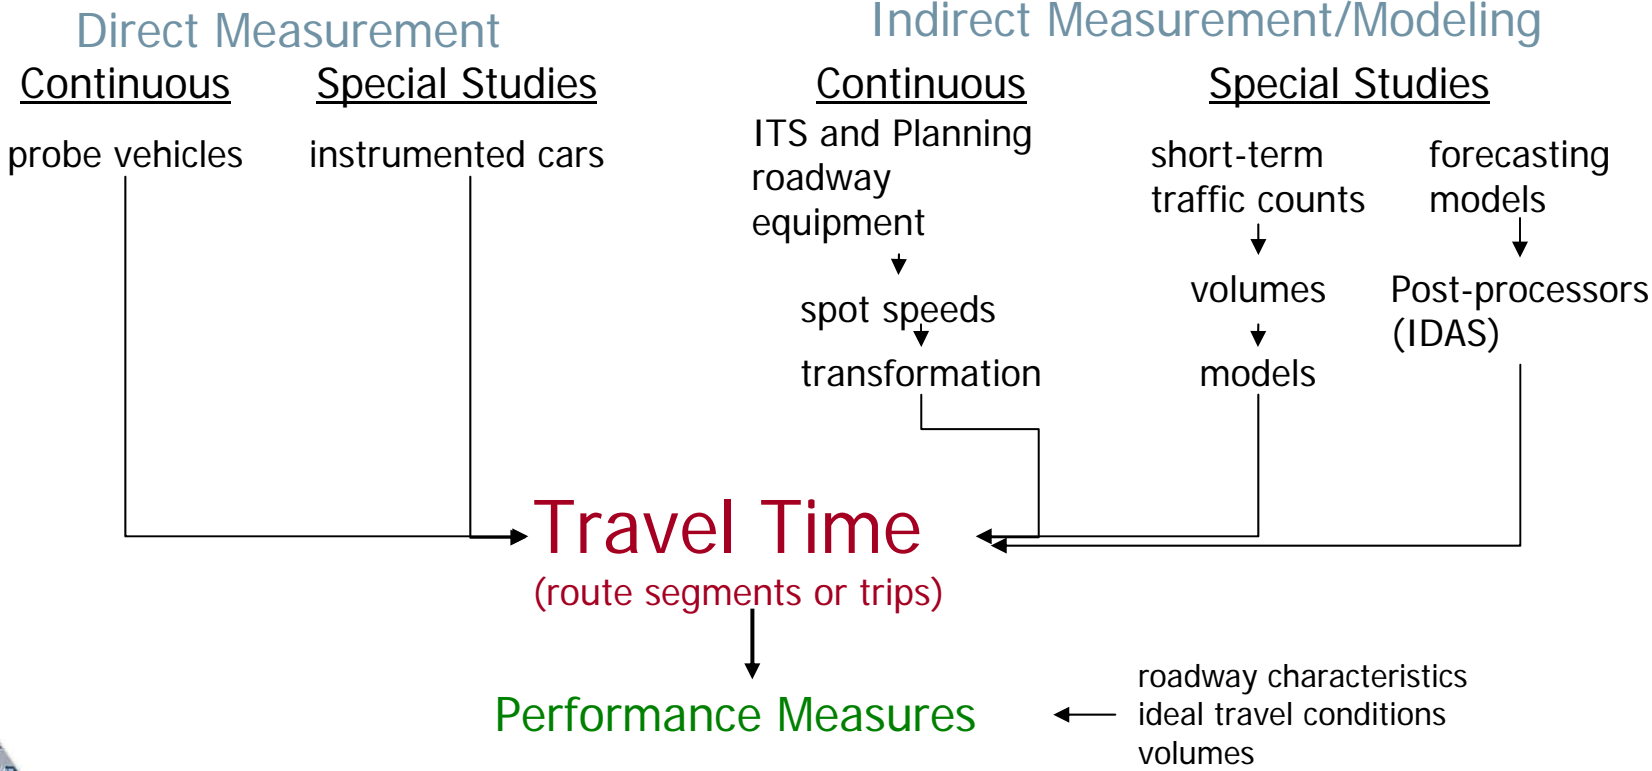 Direct Measurement
Continuous
probe vehicles
Special Studies
instrumented cars
Indirect Measurement/Modeling
Continuous
ITS and Planning
roadway
equipment
spot speeds
transformation
Special Studies
short-term
traffic counts
volumes
models
forecasting
models
Post-processors
(IDAS)
Travel Time
(route segments or trips)
Performance Measures
roadway characteristics
ideal travel conditions
volumes